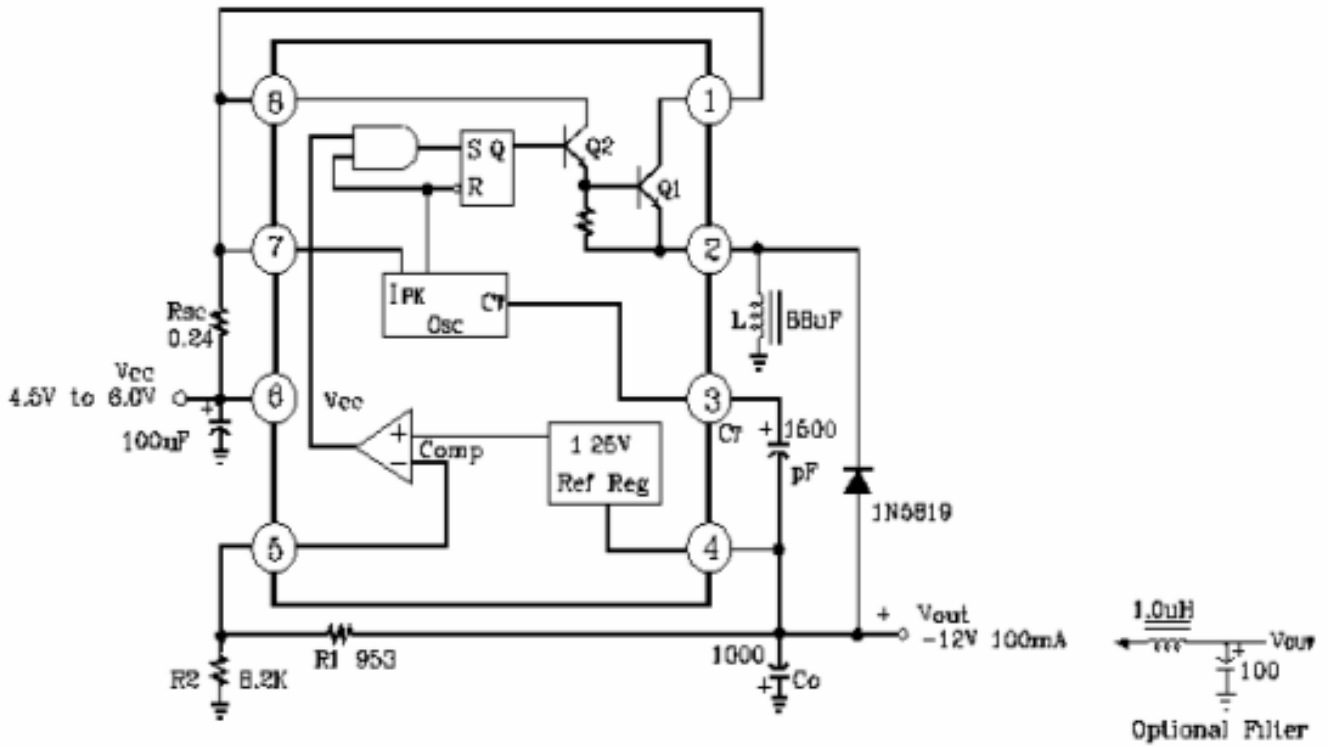 8
1
S Q
Q2
R
Q1
7
2
IPK
CT
Osc
Rsc
0.24
L
88uF
Vcc
4.5V to 6.0V
6
3
100uF
Vcc
+
Comp
−
1 25V
Ref Reg
CT
+
1500
pF
1N5819
5
4
+
Vout
-12V 100mA
R1 953
R2
8.2K
1000
+
Co
1.0uH
VOUT
+
100
Optional Filter